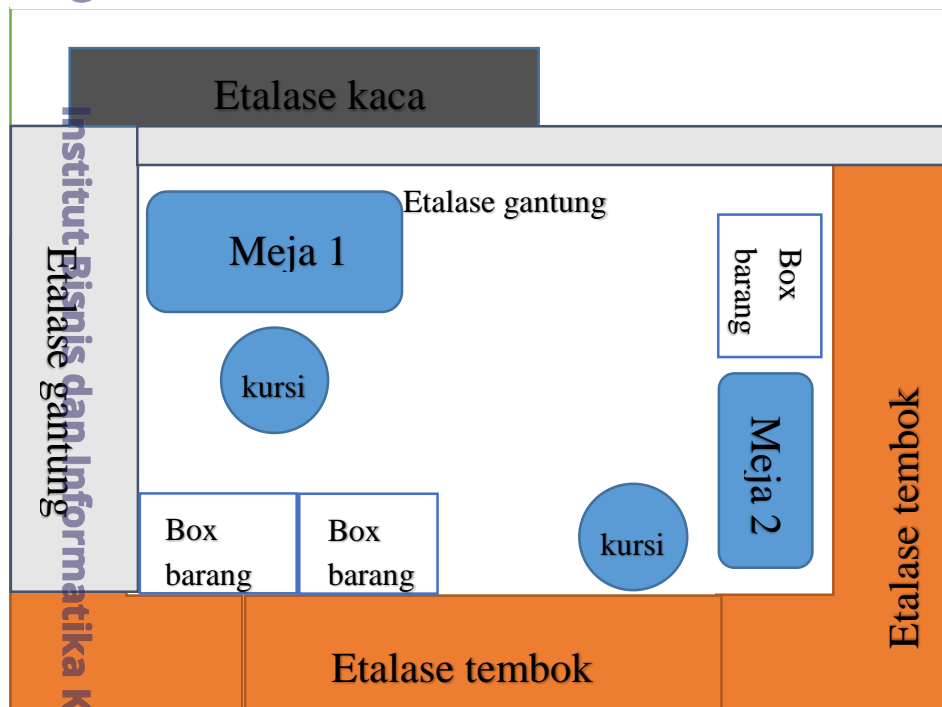 Etalase kaca
Etalase gantung
Meja 1
Box
barang
Etalase gantung
Institut Bisnis dan Informatika K
kursi
Meja 2
Etalase tembok
Box
barang
Box
barang
kursi
Etalase tembok